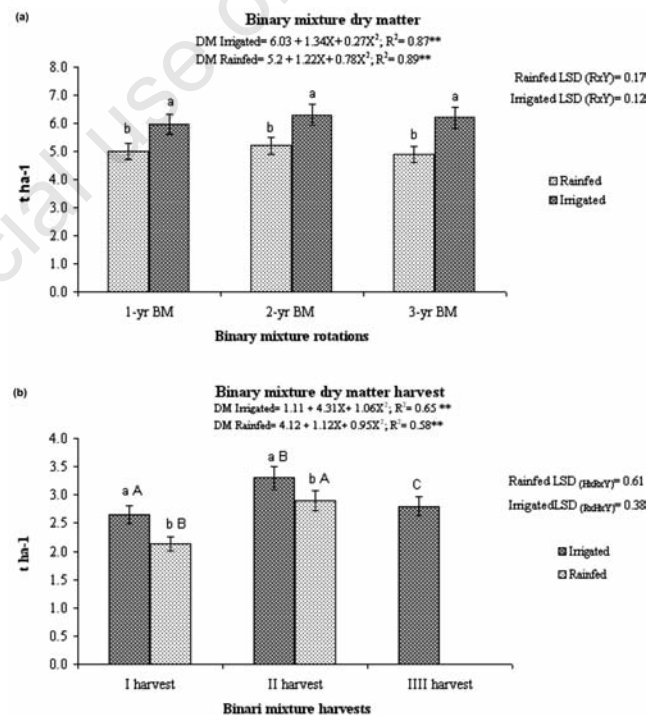 cial use o
(a)
Binary mixture dry matter
DM Irrigated= 6.03 + 1.34X+ 0.27X²; R²= 0.87**
DM Rainfed= 5.2 + 1.22X+ 0.78X²; R²= 0.89**
8.0
7.0
6.0
5.0
4.0
3.0
2.0
1.0
0.0
t ha-1
b a b a b a
Rainfed LSD (RxY)= 0.17
Irrigated LSD (RxY)= 0.12
Rainfed
Irrigated
1-yr BM 2-yr BM 3-yr BM
Binary mixture rotations
(b)
Binary mixture dry matter harvest
DM Irrigated= 1.11 + 4.31X+ 1.06X²; R²= 0.65 **
DM Rainfed= 4.12 + 1.12X+ 0.95X²; R²= 0.58**
4.0
3.5
3.0
2.5
2.0
1.5
1.0
0.5
0.0
t ha-1
a A b B a B b A C
Rainfed LSD (HxRxY)= 0.61
IrrigatedLSD (RxHxY)= 0.38
Irrigated
Rainfed
I harvest II harvest IIII harvest
Binari mixture harvests